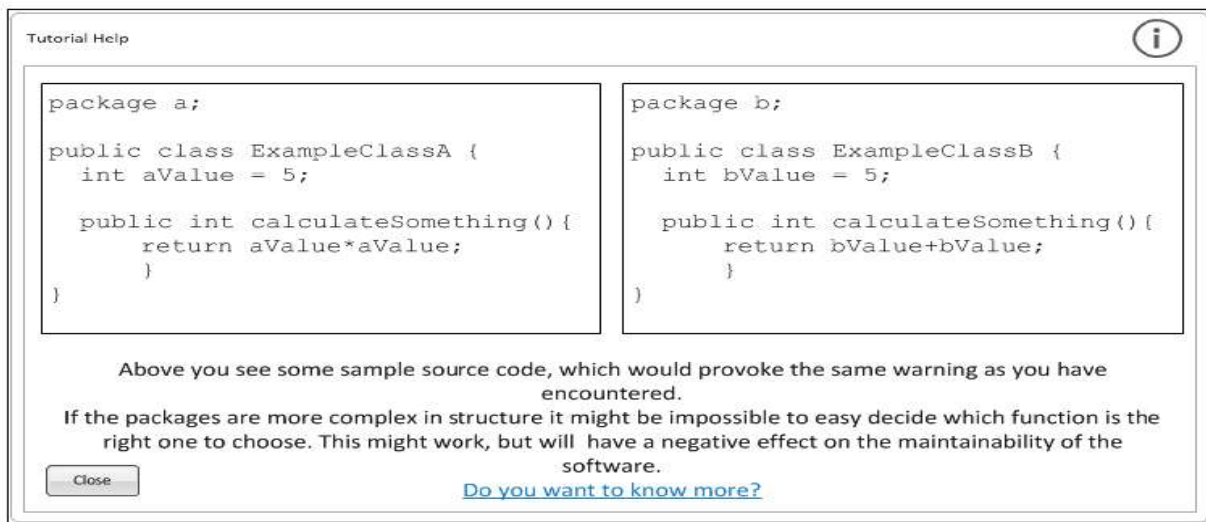 Tutorial Help
i
package a;
public class ExampleClassA {
int aValue = 5;
public int calculateSomething(){
return aValue*aValue;
}
}
package b;
public class ExampleClassB {
int bValue = 5;
public int calculateSomething(){
return bValue+bValue;
}
}
Above you see some sample source code, which would provoke the same warning as you have
encountered.
If the packages are more complex in structure it might be impossible to easy decide which function is the
right one to choose. This might work, but will have a negative effect on the maintainability of the
software.
Close
Do you want to know more?